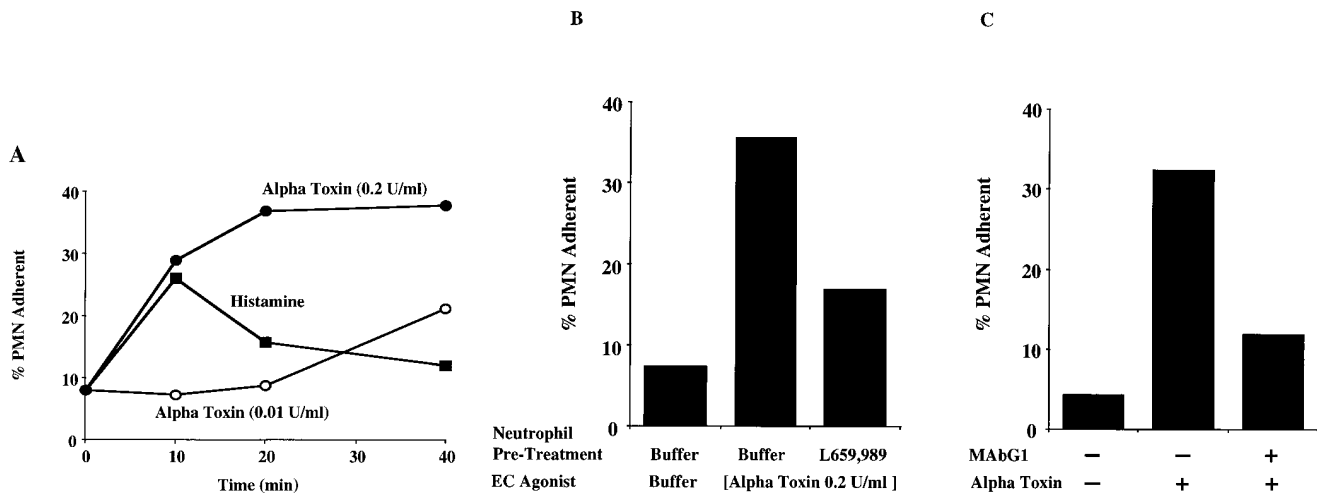 A
% PMN Adherent
40
30
20
10
0
Alpha Toxin (0.2 U/ml)
Histamine
Alpha Toxin (0.01 U/ml)
0 10 20 30 40
Time (min)
B
% PMN Adherent
40
30
20
10
0
Neutrophil
Pre-Treatment Buffer Buffer L659,989
EC Agonist Buffer [Alpha Toxin 0.2 U/ml ]
C
% PMN Adherent
40
30
20
10
0
MAbG1 − − +
Alpha Toxin − + +